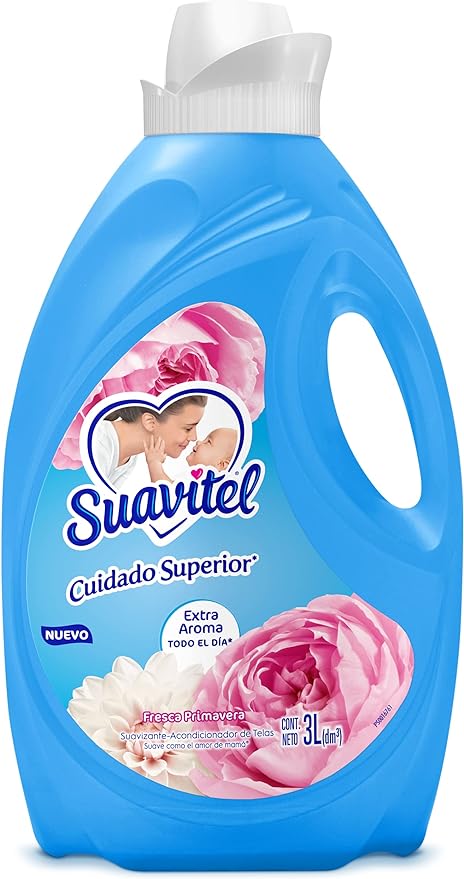 Suavitel
Cuidado Superior*
NUEVO
Extra
Aroma
TODO EL DÍA*
Fresca Primavera
Suavizante-Acondicionador de Telas
Suave como el amor de mamá*
CONT.
NETO 3L(dm³)